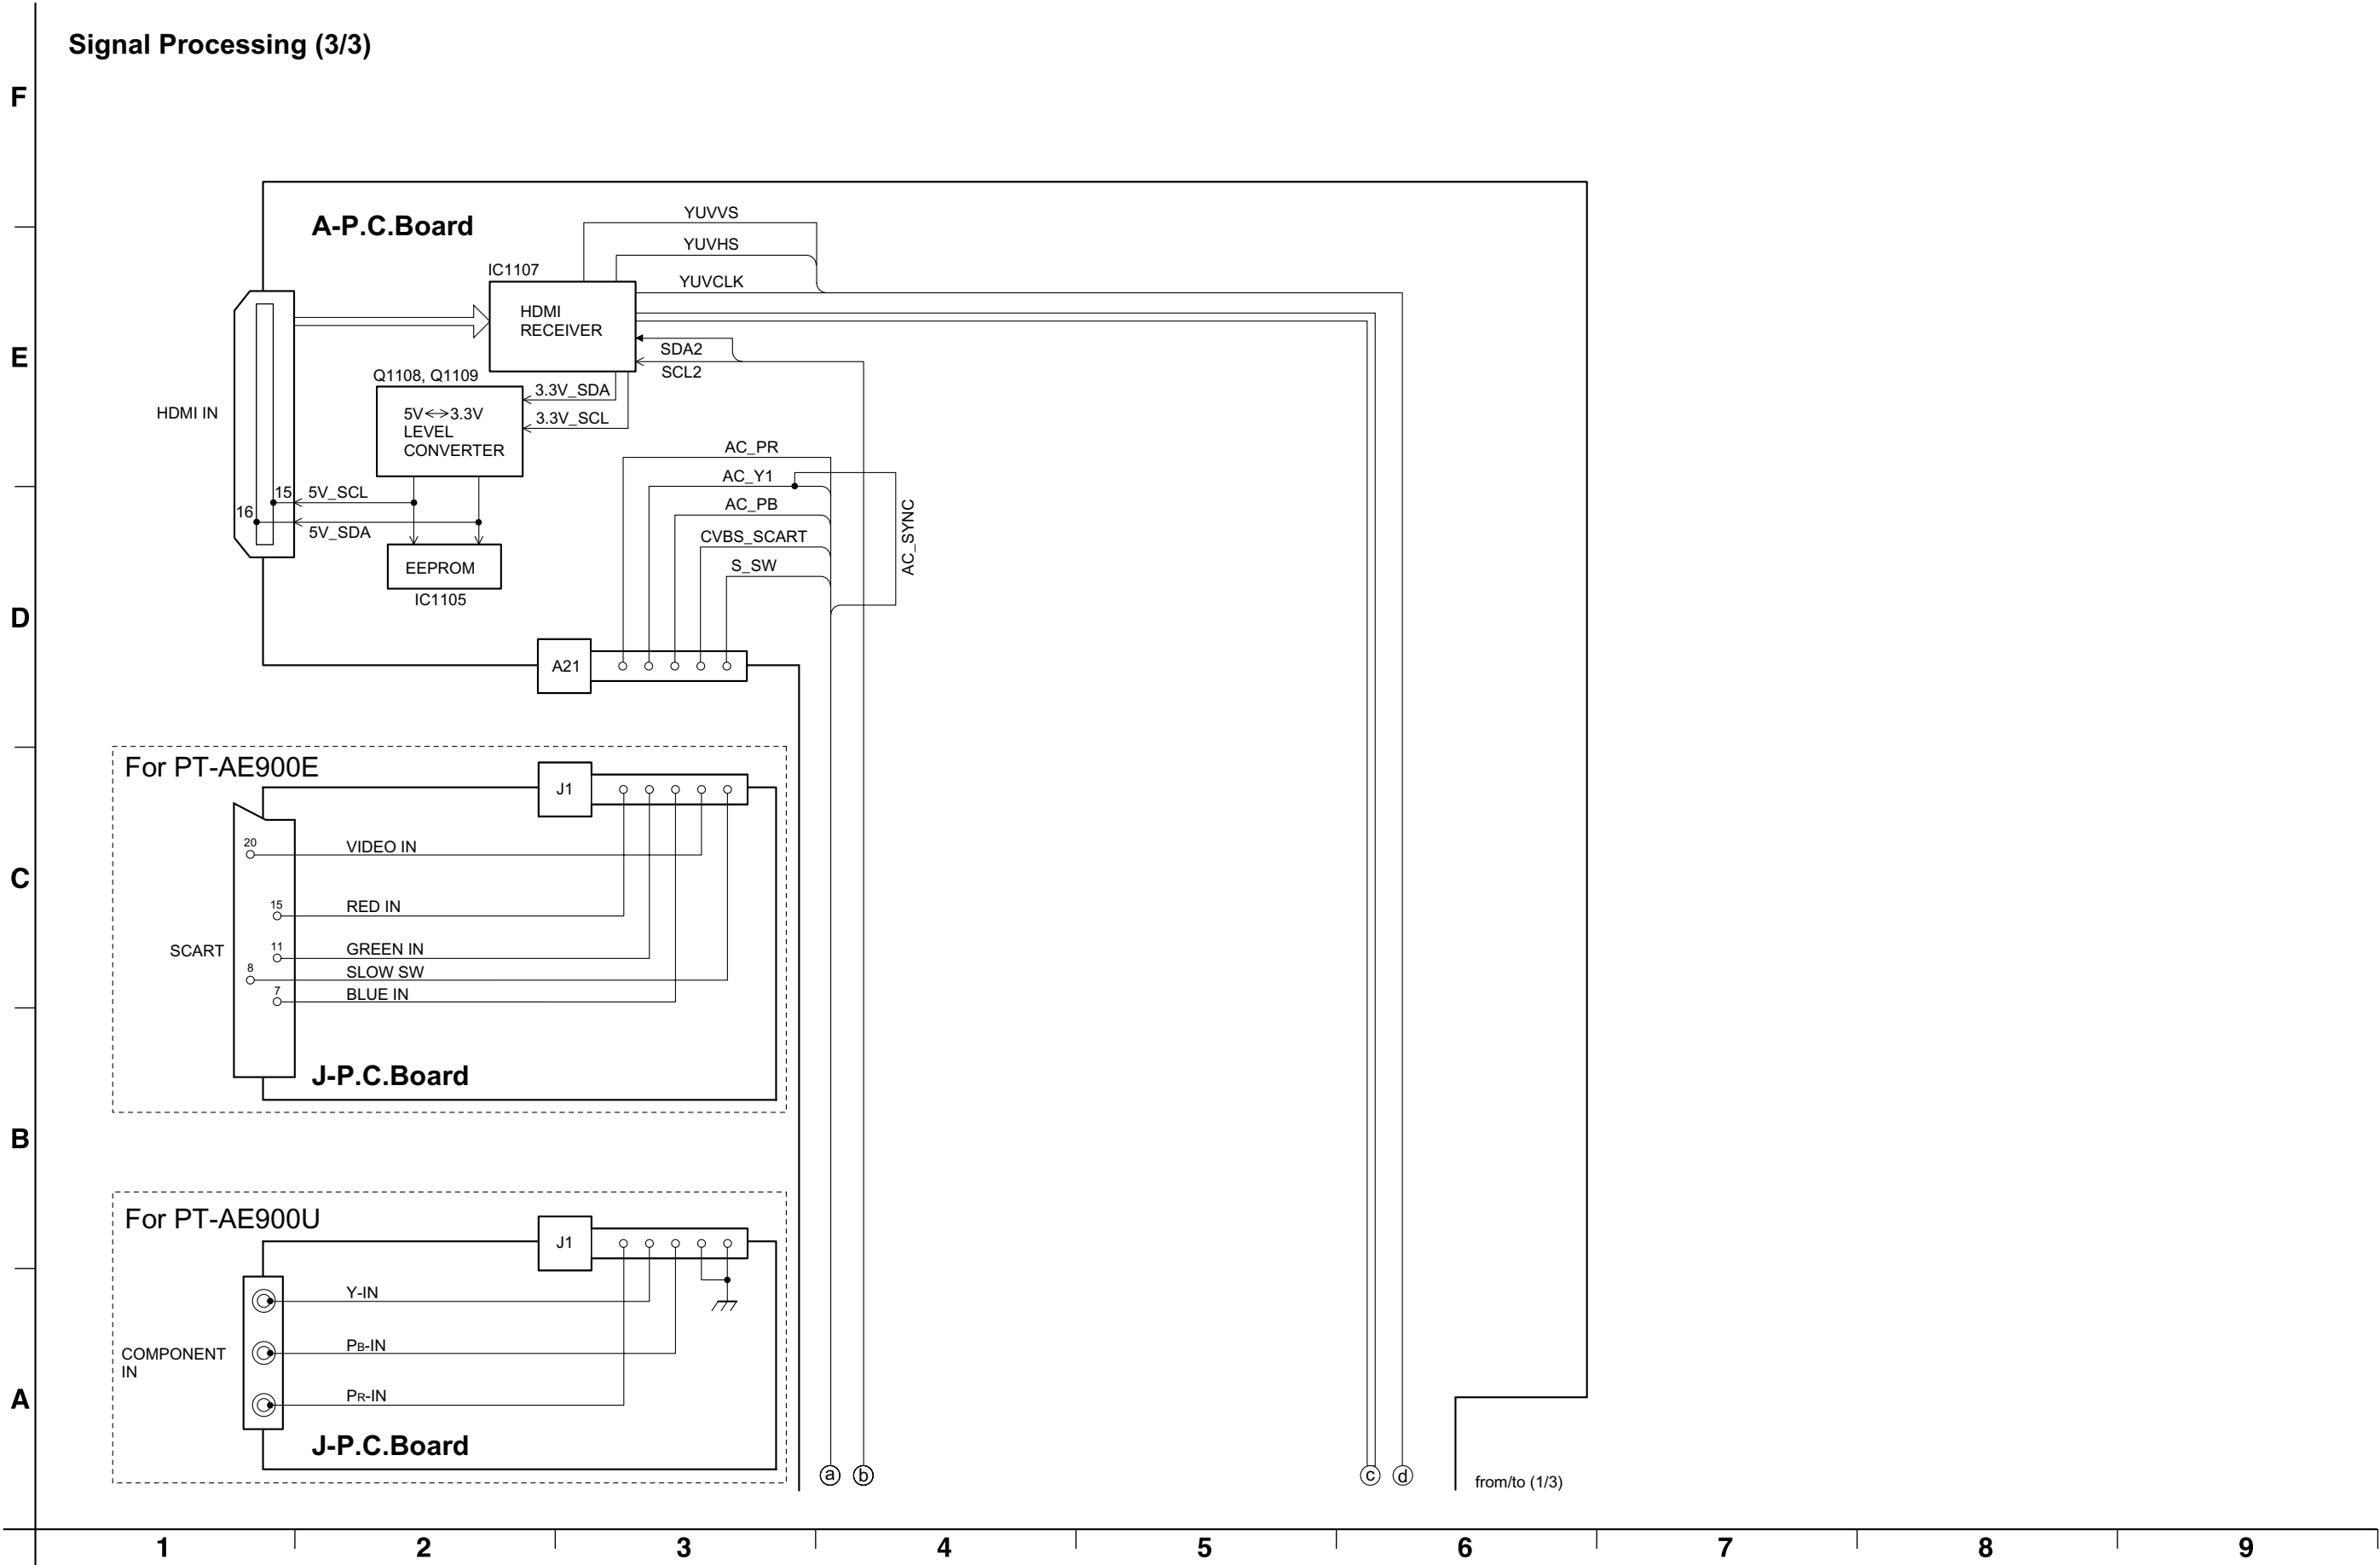 Signal Processing (3/3)
F
A-P.C.Board
YUVVS
YUVHS
IC1107
YUVCLK
HDMI
RECEIVER
E
SDA2
SCL2
Q1108, Q1109
3.3V_SDA
HDMI IN
5V↔3.3V
LEVEL
CONVERTER
3.3V_SCL
AC_PR
AC_Y1
15
5V_SCL
AC_PB
16
5V_SDA
CVBS_SCART
AC_SYNC
EEPROM
S_SW
IC1105
D
A21
For PT-AE900E
J1
20
VIDEO IN
C
15
RED IN
SCART
11
GREEN IN
8
SLOW SW
7
BLUE IN
J-P.C.Board
B
For PT-AE900U
J1
Y-IN
COMPONENT
IN
PB-IN
A
PR-IN
J-P.C.Board
a
b
c
d
from/to (1/3)
1
2
3
4
5
6
7
8
9